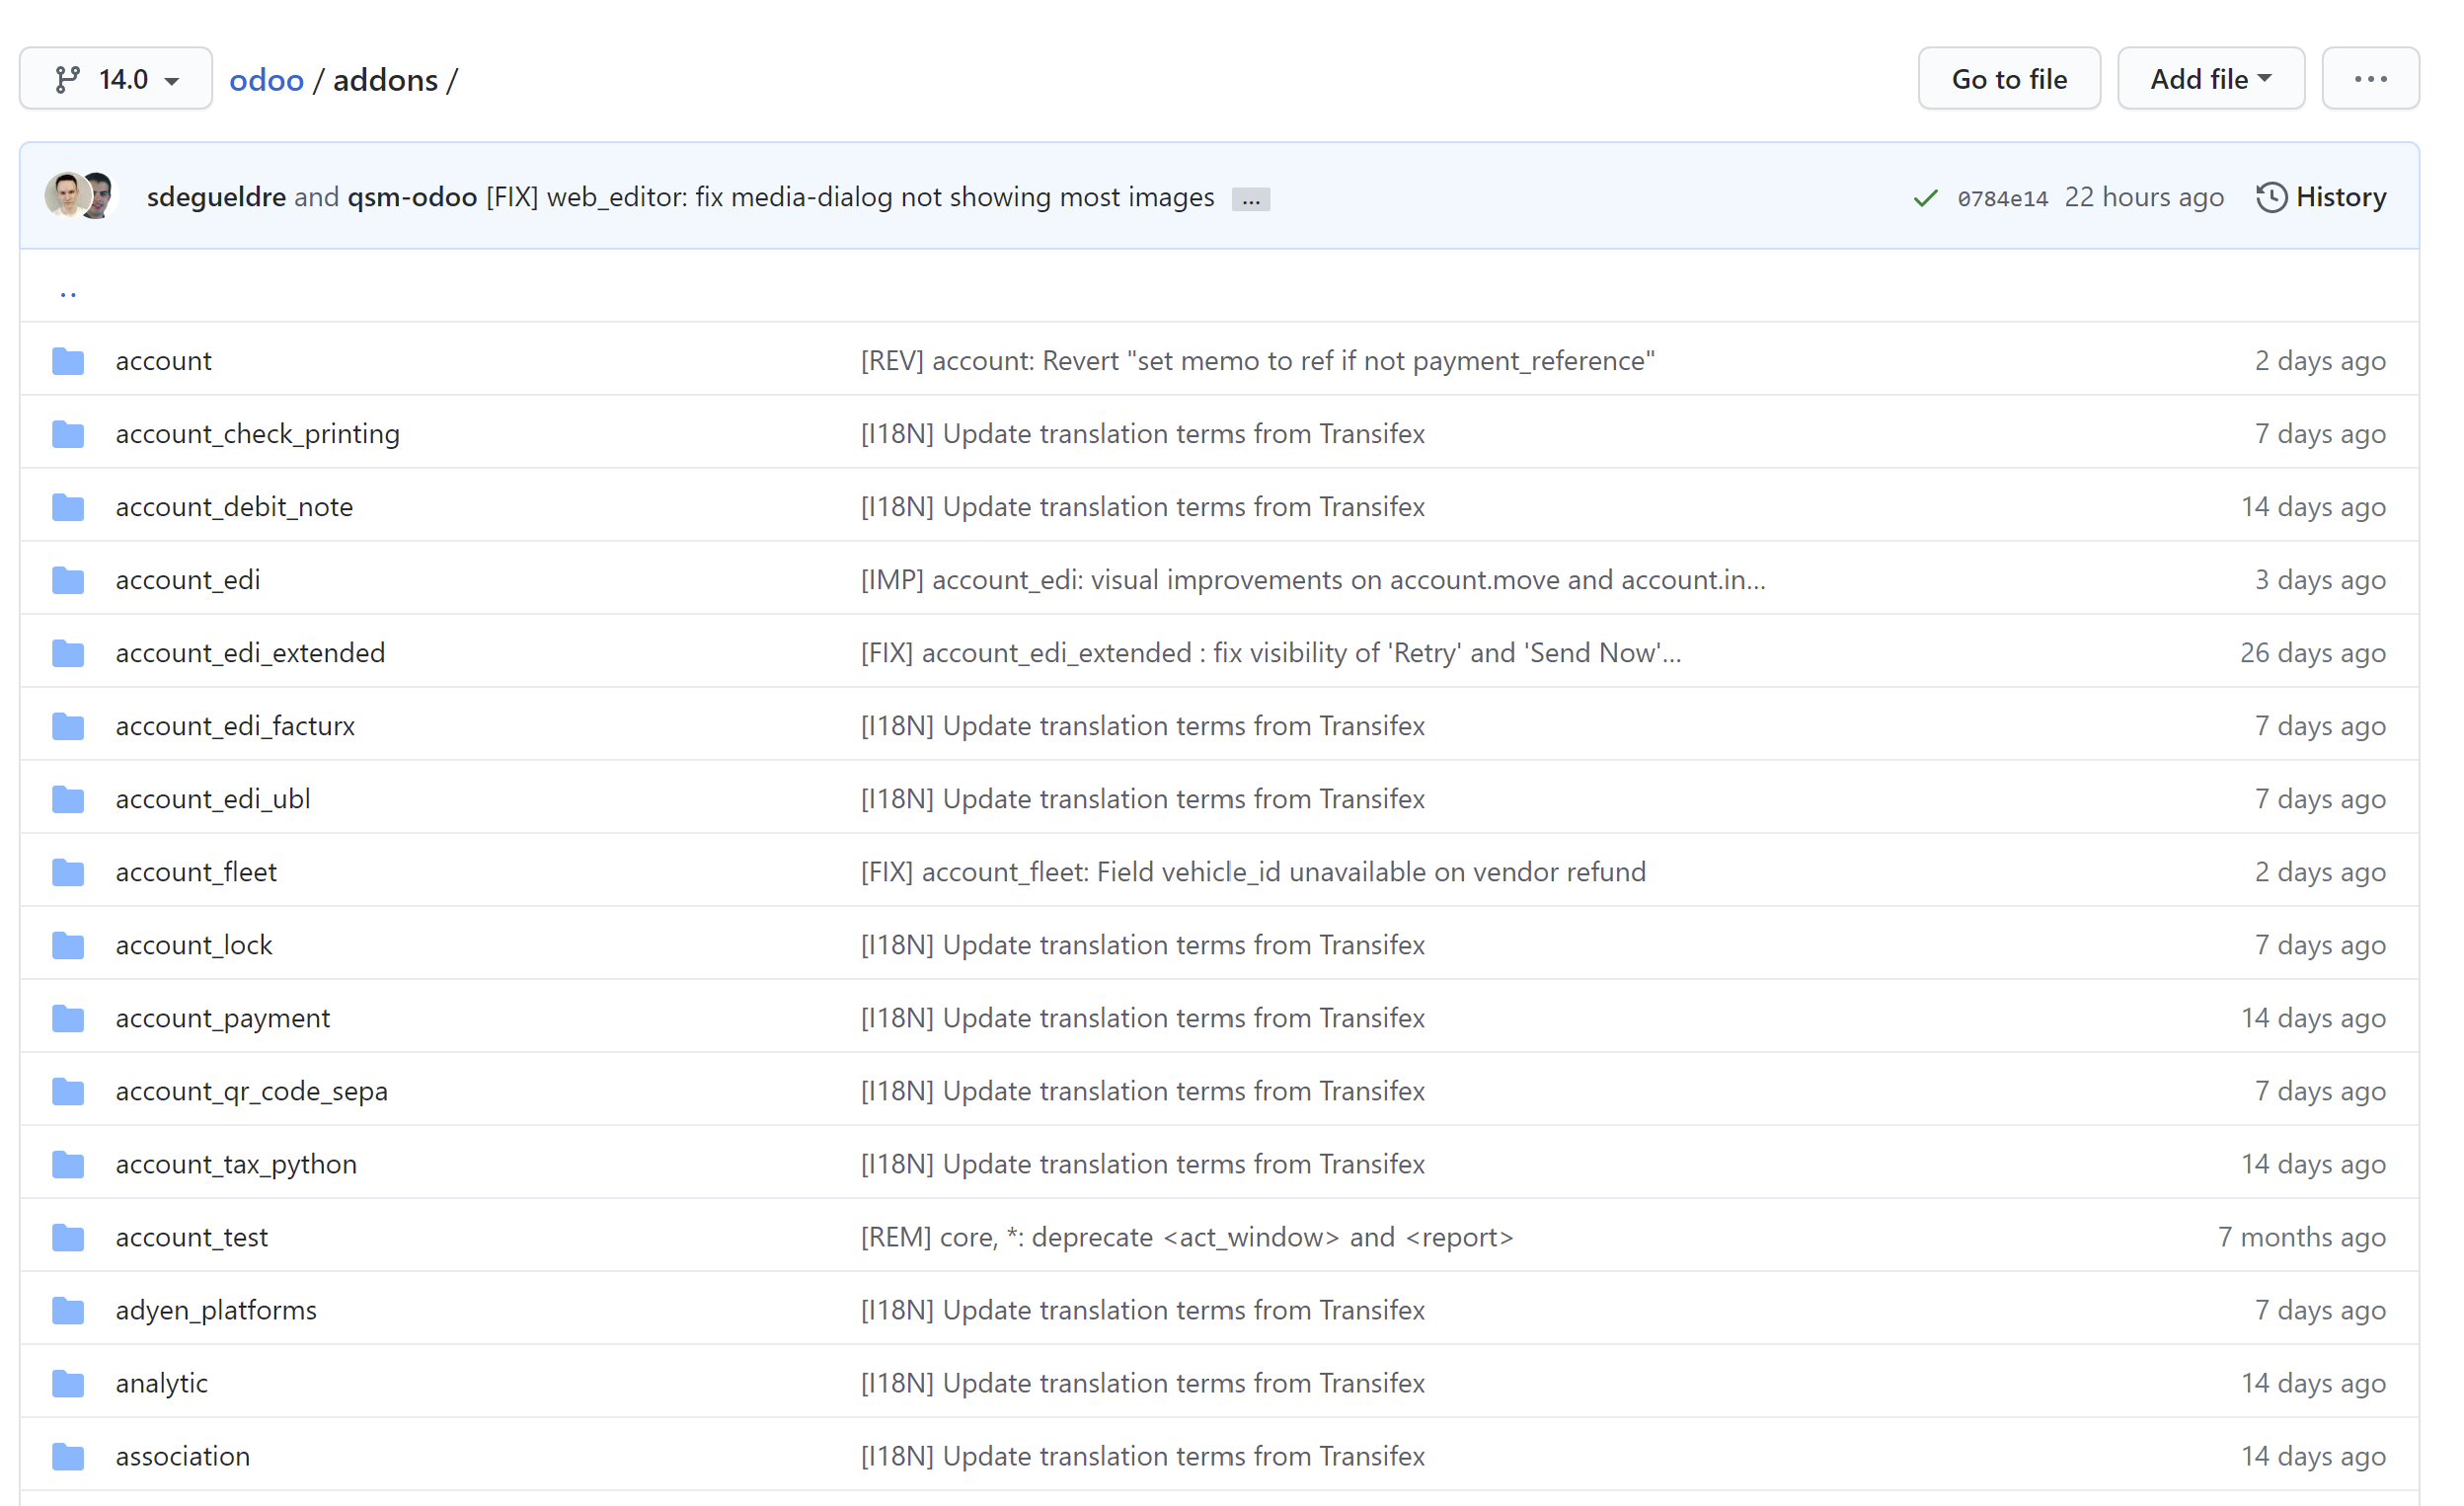 14.0 odoo / addons / Go to file Add file ...
sdegueldre and qsm-odoo [FIX] web_editor: fix media-dialog not showing most images ... 0784e14 22 hours ago History
..
account [REV] account: Revert "set memo to ref if not payment_reference" 2 days ago
account_check_printing [I18N] Update translation terms from Transifex 7 days ago
account_debit_note [I18N] Update translation terms from Transifex 14 days ago
account_edi [IMP] account_edi: visual improvements on account.move and account.in... 3 days ago
account_edi_extended [FIX] account_edi_extended : fix visibility of 'Retry' and 'Send Now'... 26 days ago
account_edi_facturx [I18N] Update translation terms from Transifex 7 days ago
account_edi_ubl [I18N] Update translation terms from Transifex 7 days ago
account_fleet [FIX] account_fleet: Field vehicle_id unavailable on vendor refund 2 days ago
account_lock [I18N] Update translation terms from Transifex 7 days ago
account_payment [I18N] Update translation terms from Transifex 14 days ago
account_qr_code_sepa [I18N] Update translation terms from Transifex 7 days ago
account_tax_python [I18N] Update translation terms from Transifex 14 days ago
account_test [REM] core, *: deprecate <act_window> and <report> 7 months ago
adyen_platforms [I18N] Update translation terms from Transifex 7 days ago
analytic [I18N] Update translation terms from Transifex 14 days ago
association [I18N] Update translation terms from Transifex 14 days ago